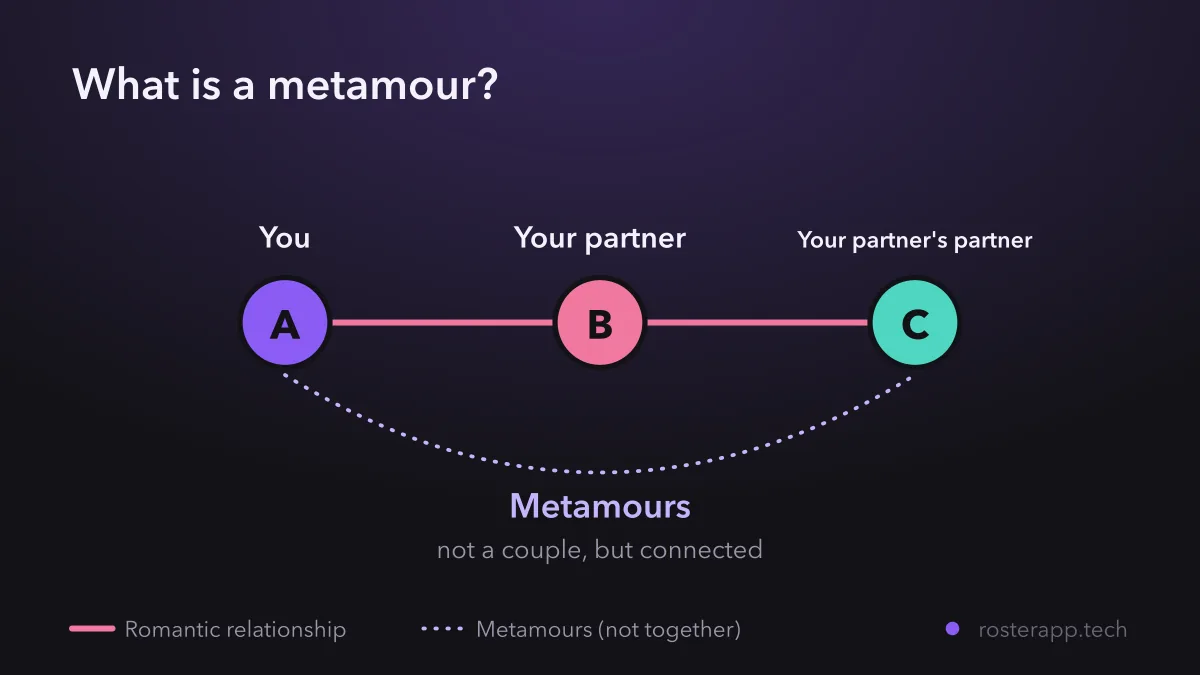 What is a metamour?
You
Your partner
Your partner's partner
A
B
C
Metamours
not a couple, but connected
Romantic relationship
Metamours (not together)
rosterapp.tech